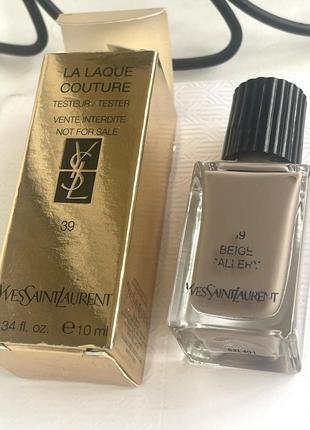 LA LAQUE
COUTURE
TESTEUR / TESTER
VENTE INTERDITE
NOT FOR SALE
YSL
39
YVESSAINTLAURENT
.34 fl. oz. ℮ 10 ml
39
BEIGE
GALLERY
YVESSAINTLAURENT